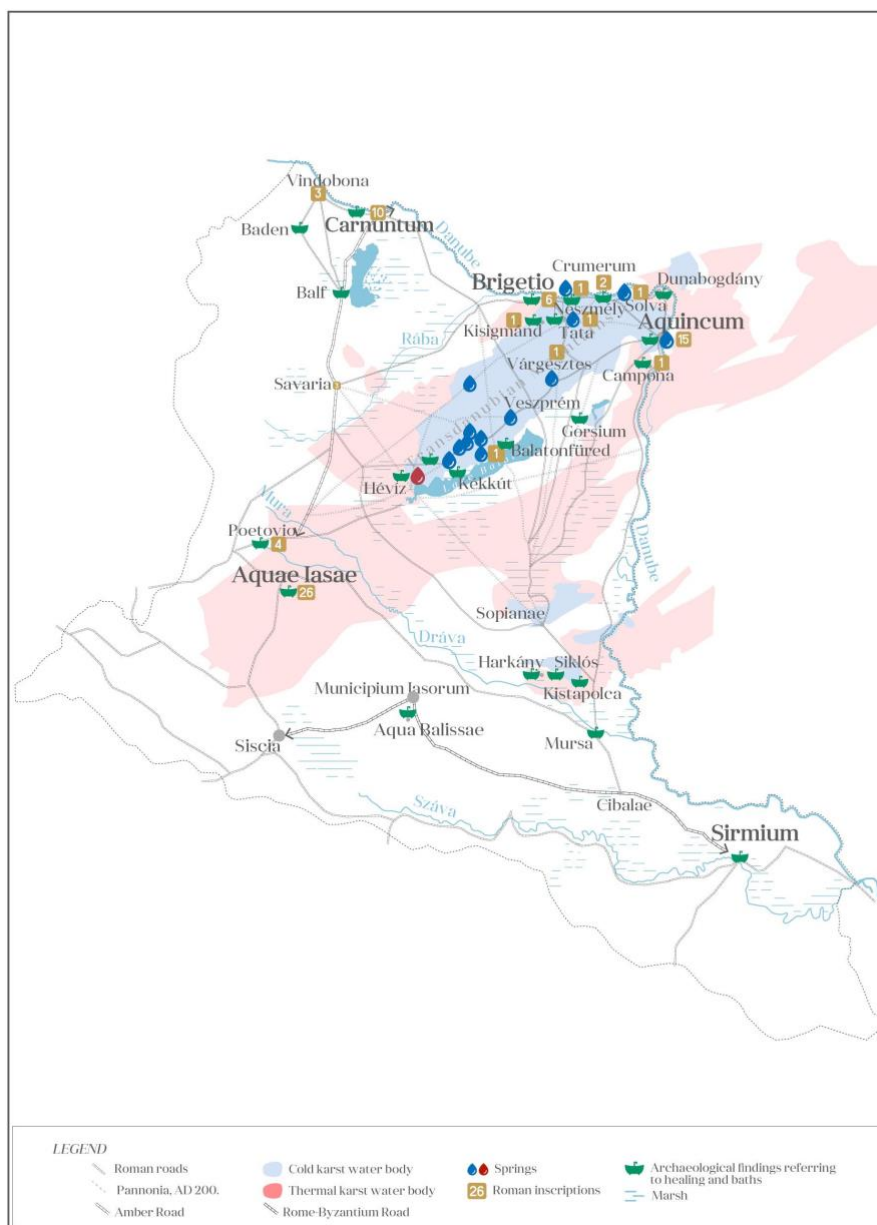 Vindobona
3
10
Carnuntum
Baden
Danube
Balf
Crumerum
Dunabogdány
Brigetio
1
2
6
Neszmély
1
Solva
Kisigmánd
1
Tata
1
Aquincum
15
Rába
Várgesztes
1
Campona
1
Savaria
Transdanubian
Veszprém
Gorsium
1
Balatonfüred
Hévíz
Kékkút
Mura
Poetovio
4
Danube
Aquae Iasae
26
Sopianae
Dráva
Harkány
Siklós
Kistapolca
Municipium Iasorum
Aqua Balissae
Siscia
Mursa
Cibalae
Száva
Sirmium
LEGEND
Roman roads
Pannonia, AD 200.
Amber Road
Cold karst water body
Thermal karst water body
Rome-Byzantium Road
Springs
26 Roman inscriptions
Archaeological findings referring
to healing and baths
Marsh